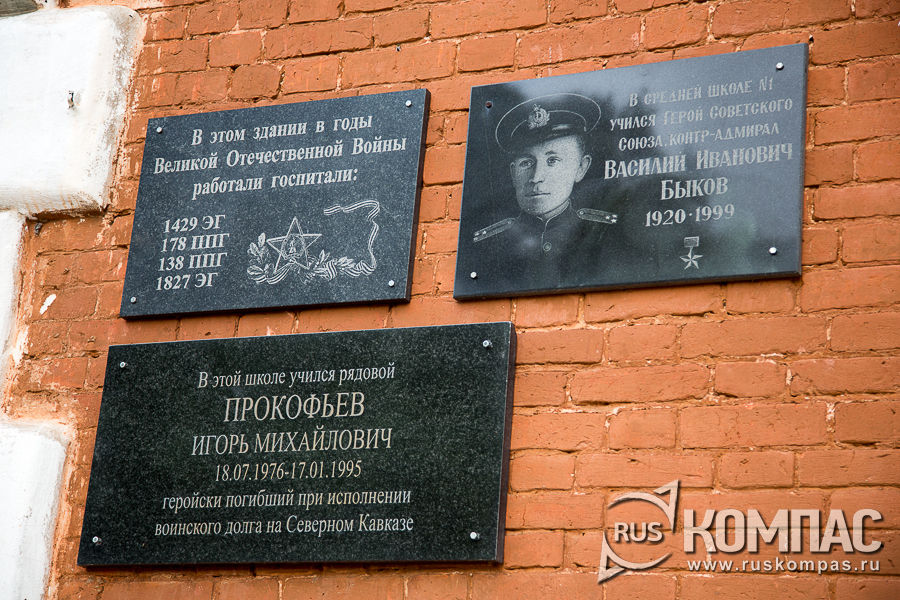 В этом здании в годы
Великой Отечественной Войны
работали госпитали:
1429 ЭГ
178 ППГ
138 ППГ
1827 ЭГ
В средней школе №1
учился Герой Советского
Союза, контр-адмирал
Василий Иванович
Быков
1920-1999
В этой школе учился рядовой
ПРОКОФЬЕВ
ИГОРЬ МИХАЙЛОВИЧ
18.07.1976-17.01.1995
геройски погибший при исполнении
воинского долга на Северном Кавказе
RUS КОМПАС
www.ruskompas.ru